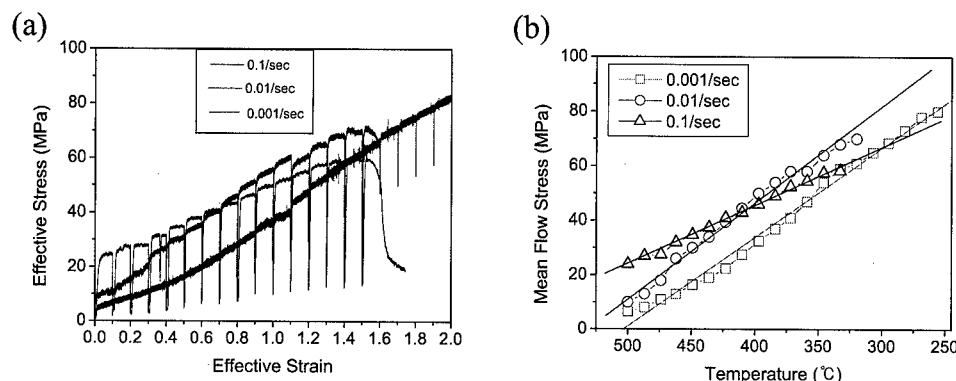 (a)
100
80
60
40
20
0
Effective Stress (MPa)
0.1/sec
0.01/sec
0.001/sec
0.0 0.2 0.4 0.6 0.8 1.0 1.2 1.4 1.6 1.8 2.0
Effective Strain
(b)
100
80
60
40
20
0
Mean Flow Stress (MPa)
0.001/sec
0.01/sec
0.1/sec
500 450 400 350 300 250
Temperature (℃)